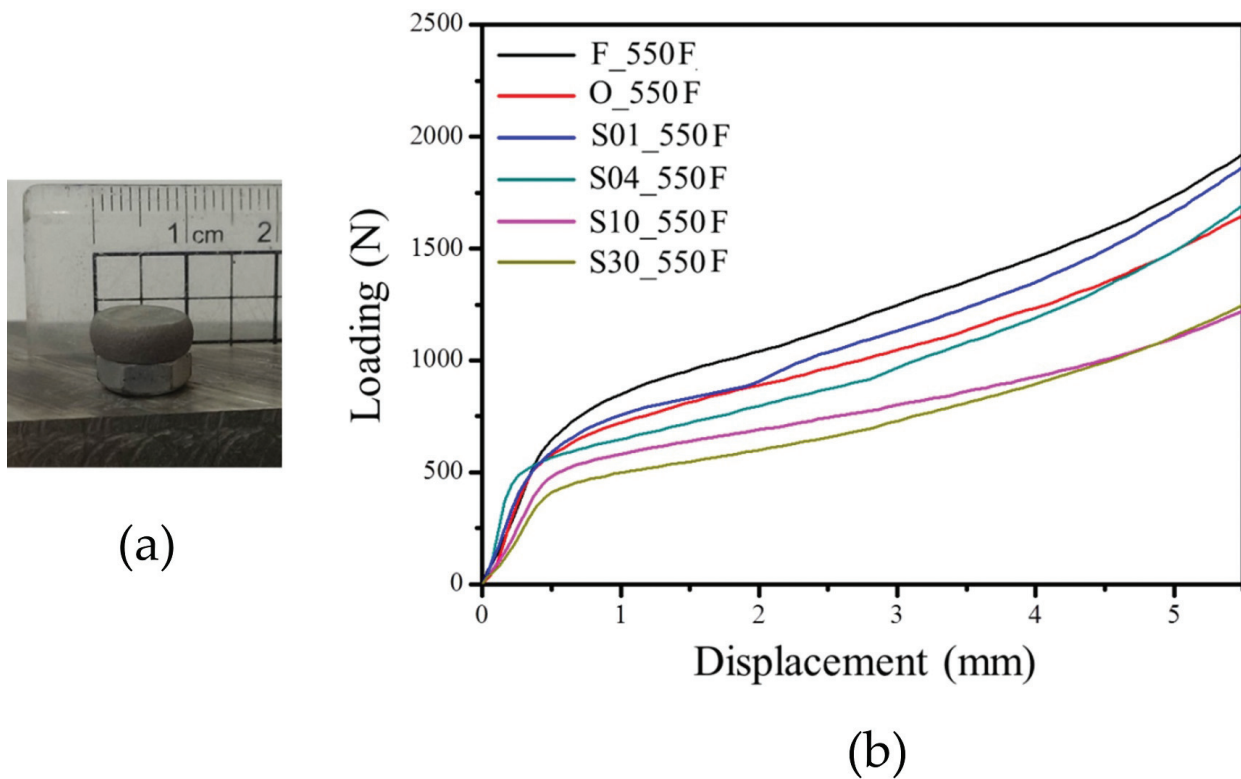 1 cm 2
(a)
2500
2000
1500
1000
500
0
Loading (N)
F_550F
O_550F
S01_550F
S04_550F
S10_550F
S30_550F
0 1 2 3 4 5
Displacement (mm)
(b)